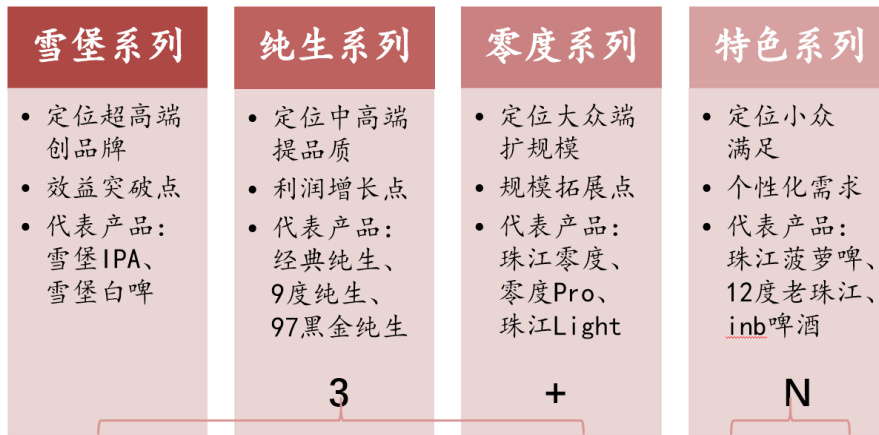 雪堡系列
• 定位超高端
创品牌
• 效益突破点
• 代表产品：
雪堡IPA、
雪堡白啤
纯生系列
• 定位中高端
提品质
• 利润增长点
• 代表产品：
经典纯生、
9度纯生、
97黑金纯生
零度系列
• 定位大众端
扩规模
• 规模拓展点
• 代表产品：
珠江零度、
零度Pro、
珠江Light
特色系列
• 定位小众
满足
• 个性化需求
• 代表产品：
珠江菠萝啤、
12度老珠江、
inb啤酒
3 + N